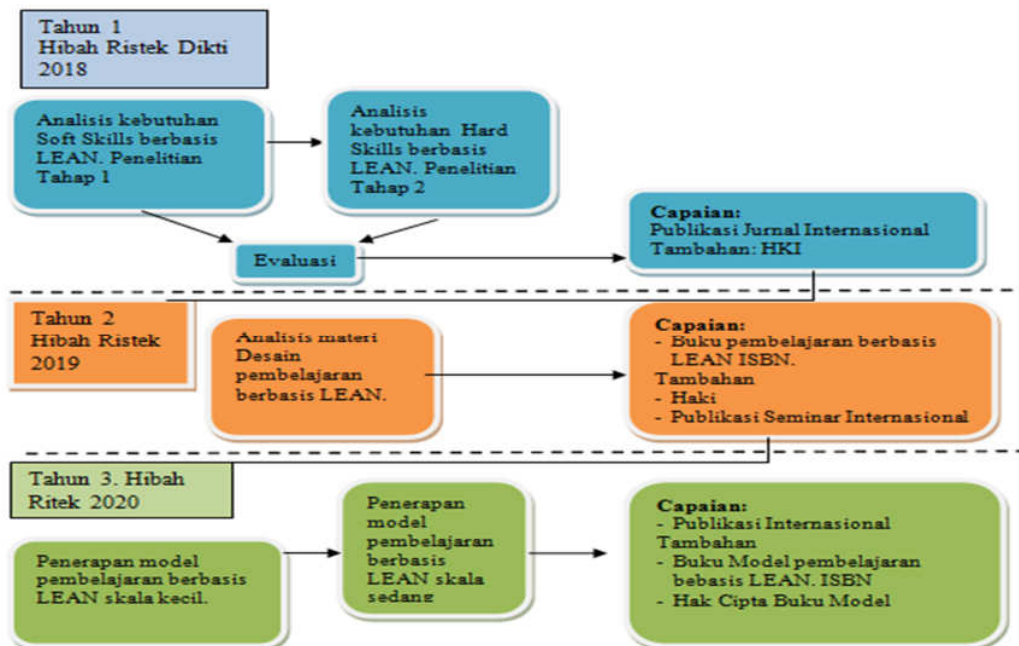 Tahun 1
Hibah Ristek Dikti
2018
Analisis kebutuhan
Soft Skills berbasis
LEAN. Penelitian
Tahap 1
Analisis
kebutuhan Hard
Skills berbasis
LEAN. Penelitian
Tahap 2
Evaluasi
Capaian:
Publikasi Jurnal Internasional
Tambahan: HKI
Tahun 2
Hibah Ristek
2019
Analisis materi
Desain
pembelajaran
berbasis LEAN.
Capaian:
- Buku pembelajaran berbasis
LEAN ISBN.
Tambahan
- Haki
- Publikasi Seminar Internasional
Tahun 3. Hibah
Ritek 2020
Penerapan model
pembelajaran berbasis
LEAN skala kecil.
Penerapan
model
pembelajaran
berbasis
LEAN skala
sedang
Capaian:
- Publikasi Internasional
Tambahan
- Buku Model pembelajaran
bebasis LEAN. ISBN
- Hak Cipta Buku Model